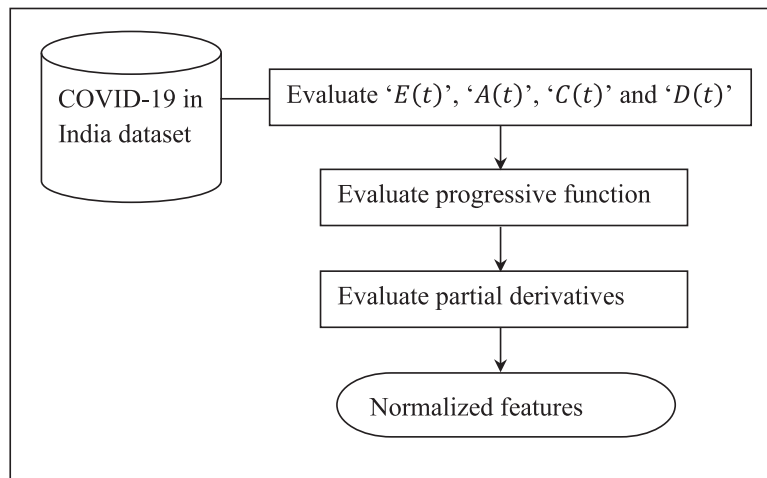 COVID-19 in
India dataset
Evaluate ‘E(t)’, ‘A(t)’, ‘C(t)’ and ‘D(t)’
Evaluate progressive function
Evaluate partial derivatives
Normalized features